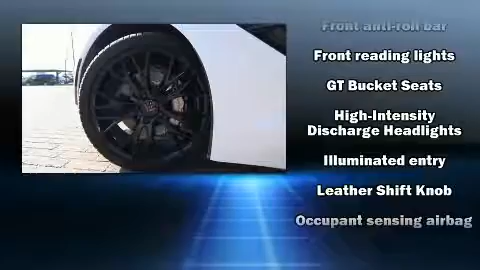 Front anti-roll bar
Front reading lights
GT Bucket Seats
High-Intensity
Discharge Headlights
Illuminated entry
Leather Shift Knob
Occupant sensing airbag